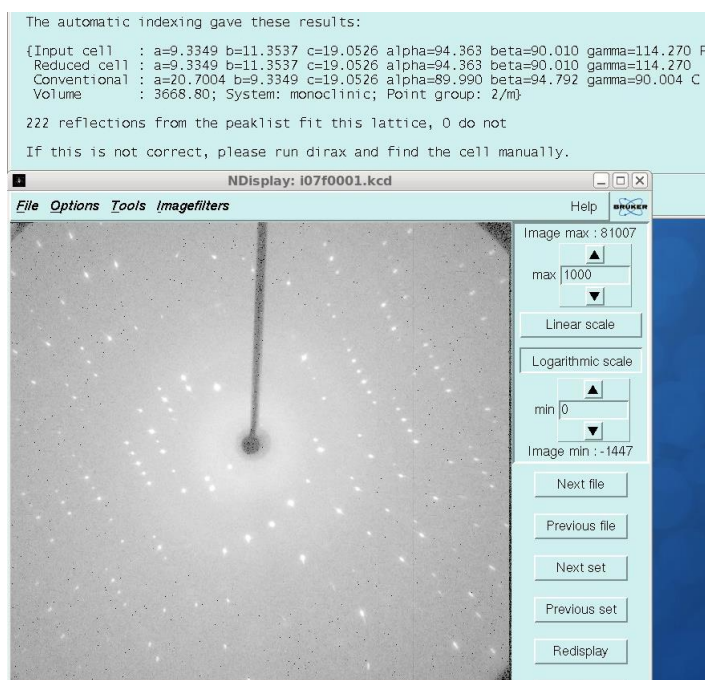 The automatic indexing gave these results:
{Input cell : a=9.3349 b=11.3537 c=19.0526 alpha=94.363 beta=90.010 gamma=114.270 P
Reduced cell : a=9.3349 b=11.3537 c=19.0526 alpha=94.363 beta=90.010 gamma=114.270
Conventional : a=20.7004 b=9.3349 c=19.0526 alpha=89.990 beta=94.792 gamma=90.004 C
Volume : 3668.80; System: monoclinic; Point group: 2/m}
222 reflections from the peaklist fit this lattice, 0 do not
If this is not correct, please run dirax and find the cell manually.
NDisplay: i07f0001.kcd
File Options Tools Imagefilters Help BRUKER
Image max : 81007
max 1000
Linear scale
Logarithmic scale
min 0
Image min : -1447
Next file
Previous file
Next set
Previous set
Redisplay